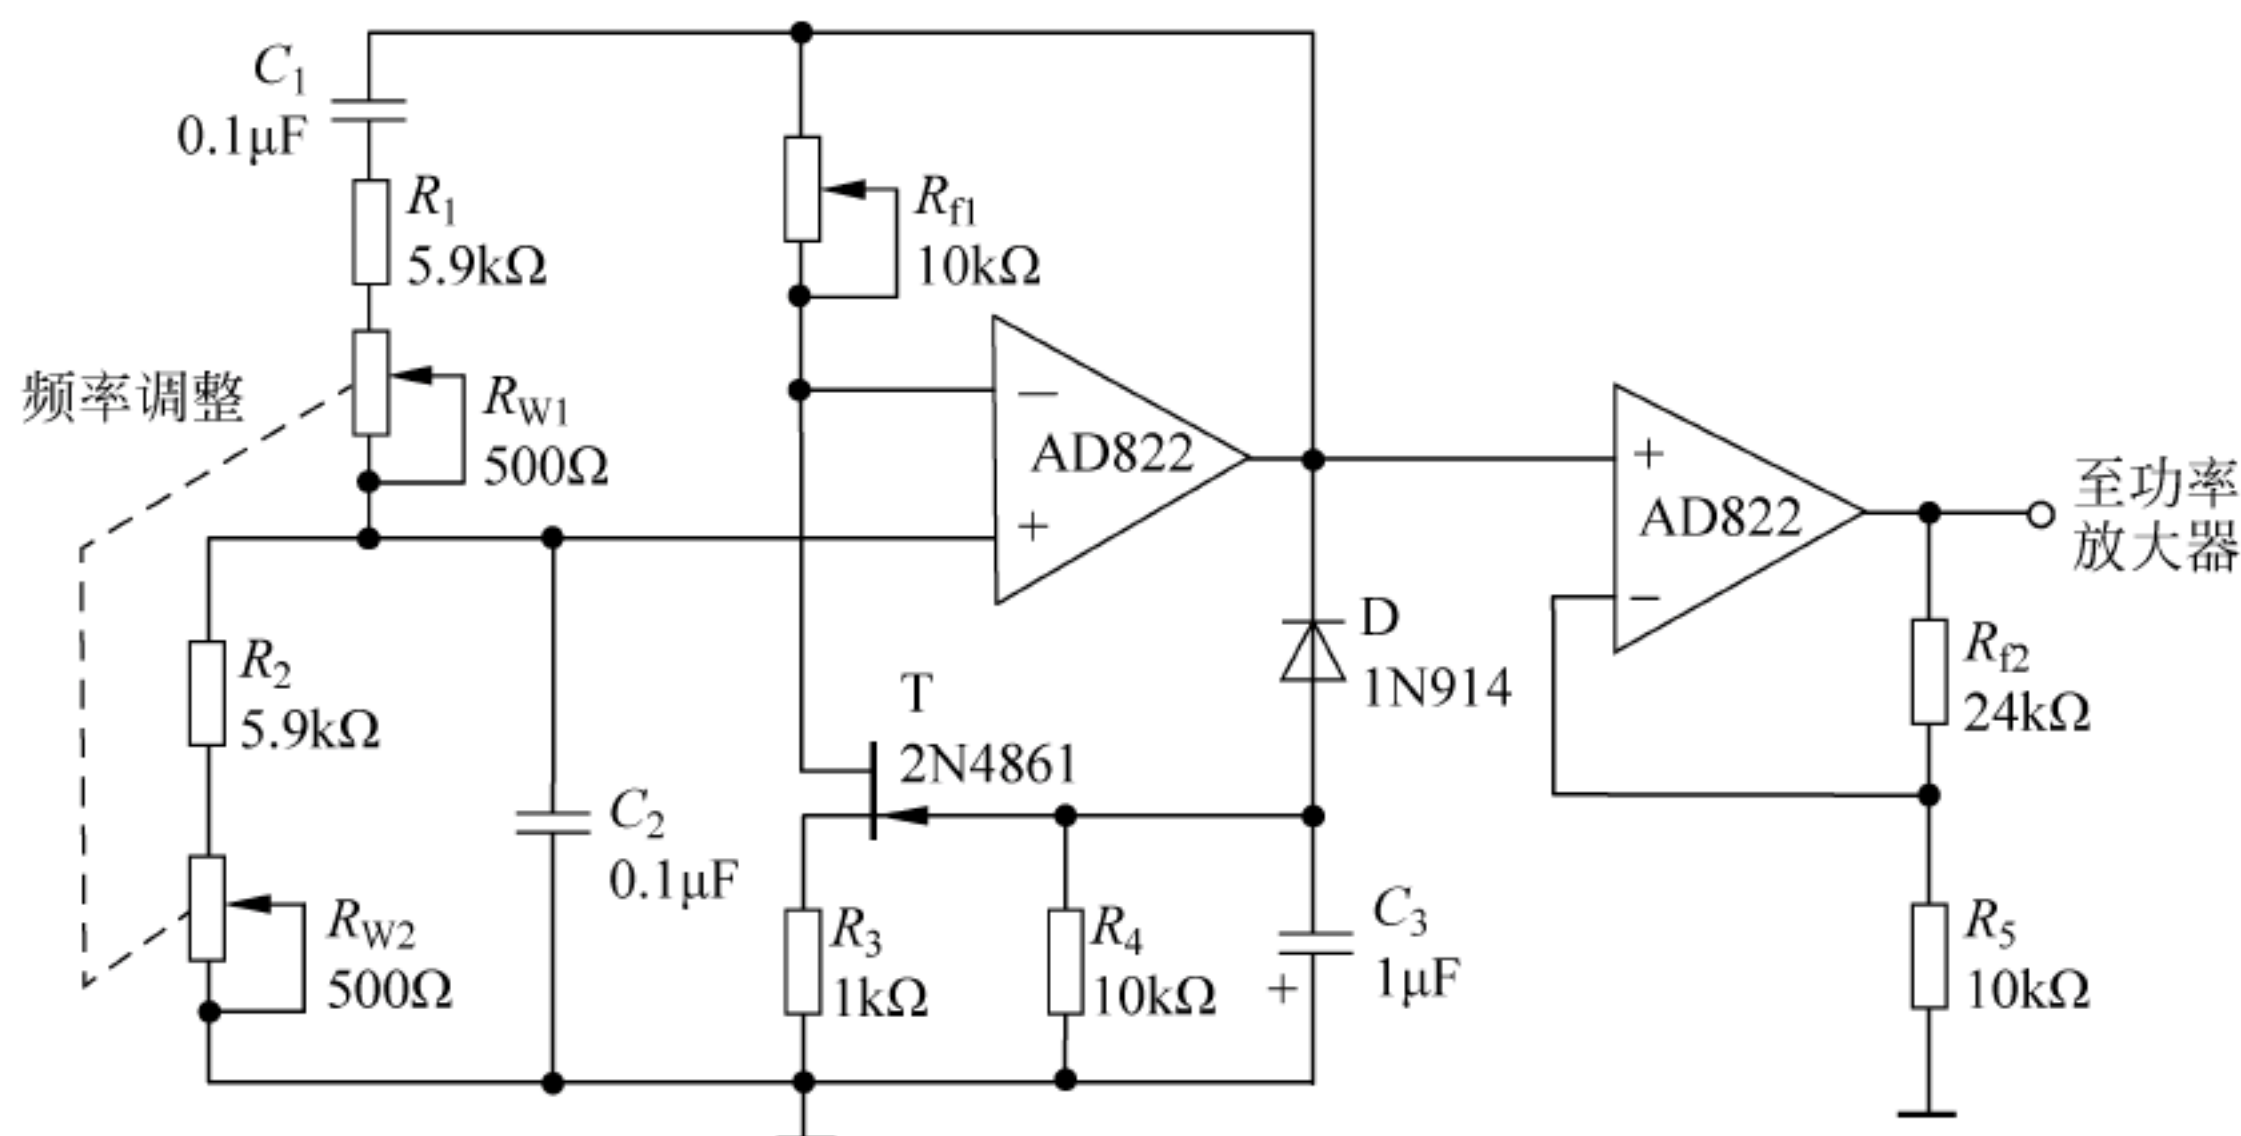 C1
0.1μF
R1
5.9kΩ
Rf1
10kΩ
频率调整
RW1
500Ω
−
AD822
+
+
AD822
−
至功率
放大器
R2
5.9kΩ
D
1N914
Rf2
24kΩ
T
2N4861
C2
0.1μF
RW2
500Ω
R3
1kΩ
R4
10kΩ
C3
+
1μF
R5
10kΩ